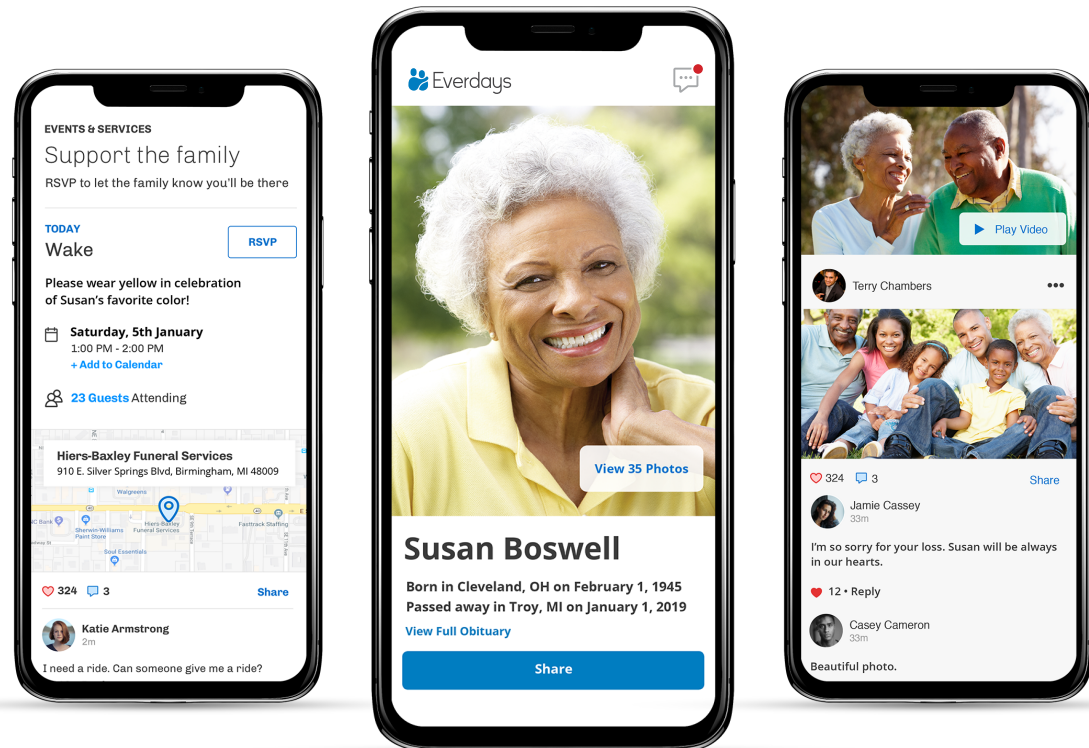 EVENTS & SERVICES
Support the family
RSVP to let the family know you'll be there
TODAY
Wake
RSVP
Please wear yellow in celebration
of Susan's favorite color!
Saturday, 5th January
1:00 PM - 2:00 PM
+ Add to Calendar
23 Guests Attending
Hiers-Baxley Funeral Services
910 E. Silver Springs Blvd, Birmingham, MI 48009
Walgreens
Sherwin-Williams
Paint Store
Hiers-Baxley
Funeral Services
Fasttrack Staffing
Soul Essentials
324 3 Share
Katie Armstrong
2m
I need a ride. Can someone give me a ride?
Everdays
View 35 Photos
Susan Boswell
Born in Cleveland, OH on February 1, 1945
Passed away in Troy, MI on January 1, 2019
View Full Obituary
Share
Play Video
Terry Chambers
324 3 Share
Jamie Cassey
33m
I'm so sorry for your loss. Susan will be always
in our hearts.
12 • Reply
Casey Cameron
33m
Beautiful photo.